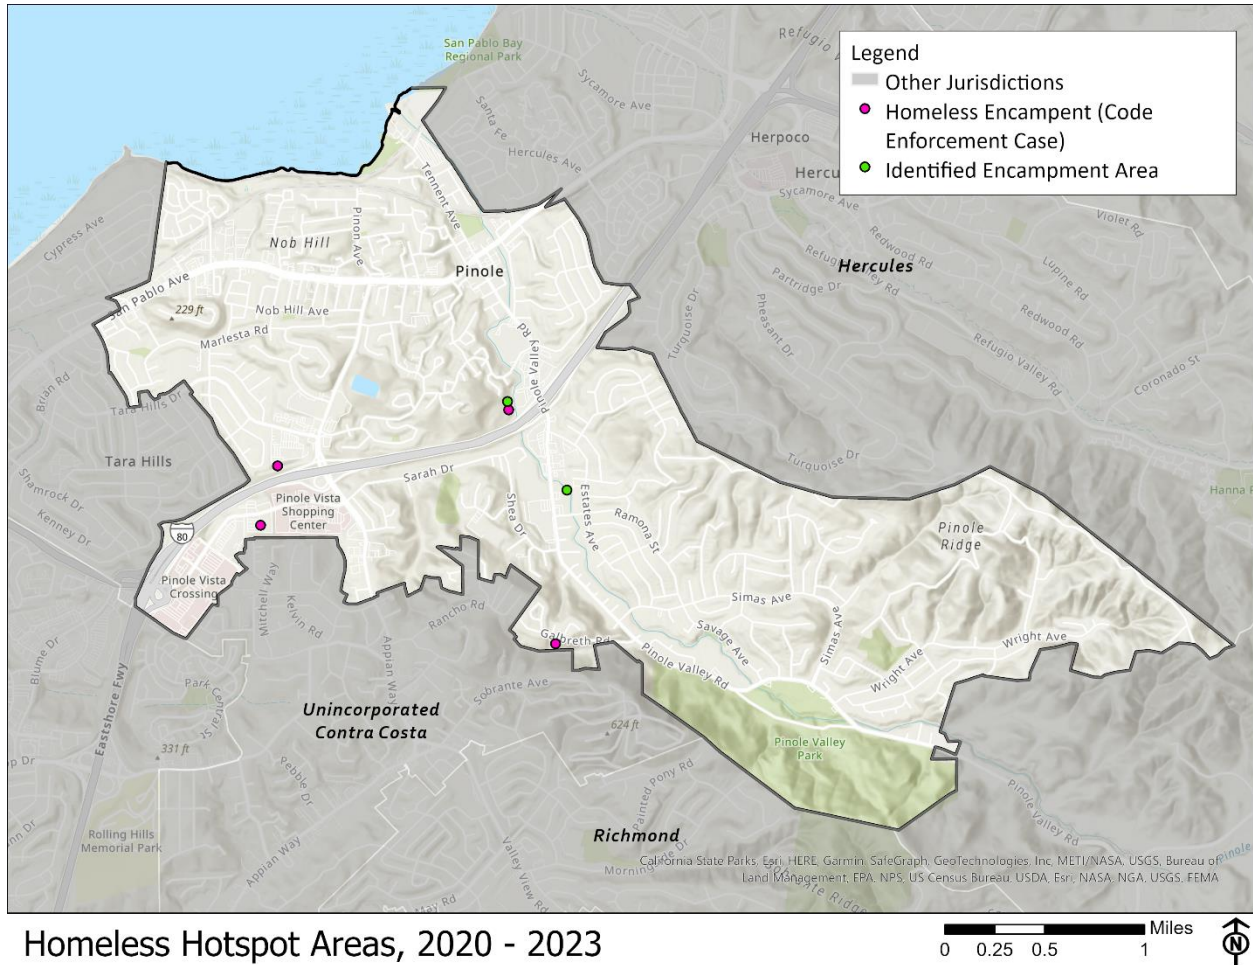 San Pablo Bay
Regional Park
Refugio
Legend
Other Jurisdictions
Homeless Encampent (Code
Enforcement Case)
Identified Encampment Area
Sycamore Ave
Santa Fe
Hercules Ave
Herpoco
Sycamore Ave
Tennent Ave
Pinon Ave
Nob Hill
Cypress Ave
Pinole
Hercules
Redwood Rd
Violet Rd
Lupine Rd
Partridge Dr
Pheasant Dr
Turquoise Dr
Redwood Rd
Refugio Valley Rd
Coronado St
San Pablo Ave
229 ft
Nob Hill Ave
Marlesta Rd
Pinole Valley Rd
Brian Rd
Tara Hills Dr
Tara Hills
Shamrock Dr
Kenney Dr
Sarah Dr
Turquoise Dr
Pinole Vista
Shopping
Center
80
Shea Dr
Estates Ave
Ramona St
Pinole
Ridge
Pinole Vista
Crossing
Mitchell Way
Kelvin Rd
Rancho Rd
Appian Way
Simas Ave
Simas Ave
Savage Ave
Wright Ave
Wright Ave
Galbreth Rd
Pinole Valley Rd
Blume Dr
Eastshore Fwy
Park Central
St
Sobrante Ave
Unincorporated
Contra Costa
624 ft
331 ft
Pebble Dr
Pinole Valley
Park
Painted Pony Rd
Pinole Valley Rd
Richmond
Rolling Hills
Memorial Park
Appian Way
Valley View Rd
California State Parks, Esri, HERE, Garmin, SafeGraph, GeoTechnologies, Inc, METI/NASA, USGS, Bureau of
Land Management, EPA, NPS, US Census Bureau, USDA, Esri, NASA, NGA, USGS, FEMA
Homeless Hotspot Areas, 2020 - 2023
Miles
0 0.25 0.5 1
N